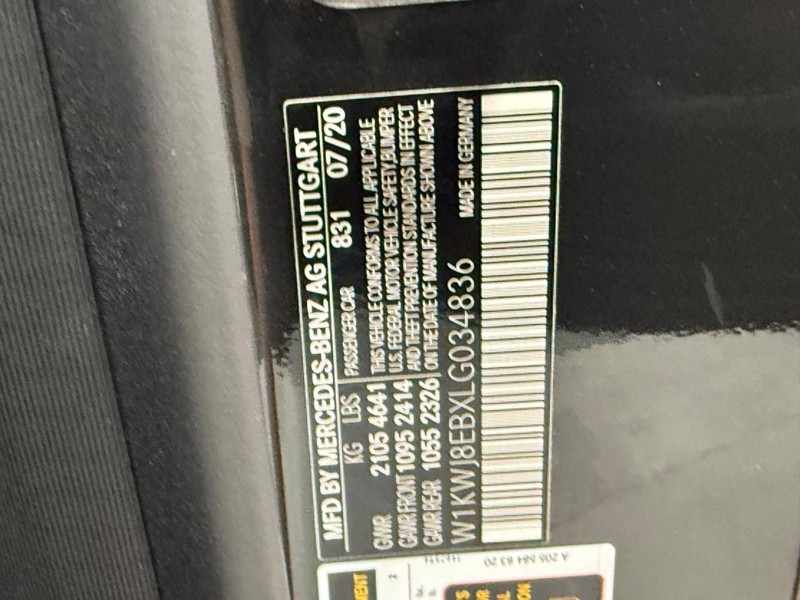 MFD BY MERCEDES-BENZ AG STUTTGART
KG LBS PASSENGER CAR 831 07/20
GVWR 2105 4641 THIS VEHICLE CONFORMS TO ALL APPLICABLE
GAWR FRONT 1095 2414 U.S. FEDERAL MOTOR VEHICLE SAFETY,BUMPER
AND THEFT PREVENTION STANDARDS IN EFFECT
GAWR REAR 1055 2326 ON THE DATE OF MANUFACTURE SHOWN ABOVE
W1KWJ8EBXLG034836 MADE IN GERMANY
A 205 584 83 20
2